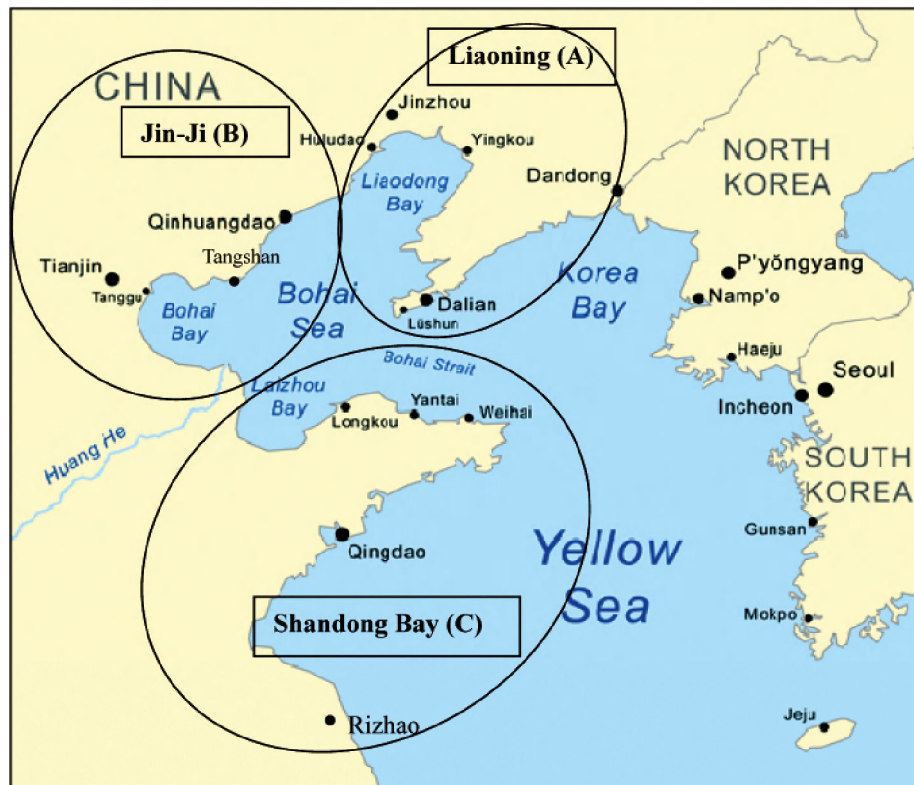 Liaoning (A)
CHINA
Jinzhou
Jin-Ji (B)
Huludao
Yingkou
NORTH
KOREA
Liaodong
Bay
Dandong
Qinhuangdao
Tangshan
Tianjin
Tanggu
Bohai
Sea
Korea
Bay
P'yŏngyang
Namp'o
Dalian
Lüshun
Bohai
Bay
Haeju
Bohai Strait
Seoul
Incheon
Laizhou
Bay
Longkou
Yantai
Weihai
Huang He
SOUTH
KOREA
Gunsan
Qingdao
Yellow
Sea
Shandong Bay (C)
Mokpo
Rizhao
Jeju